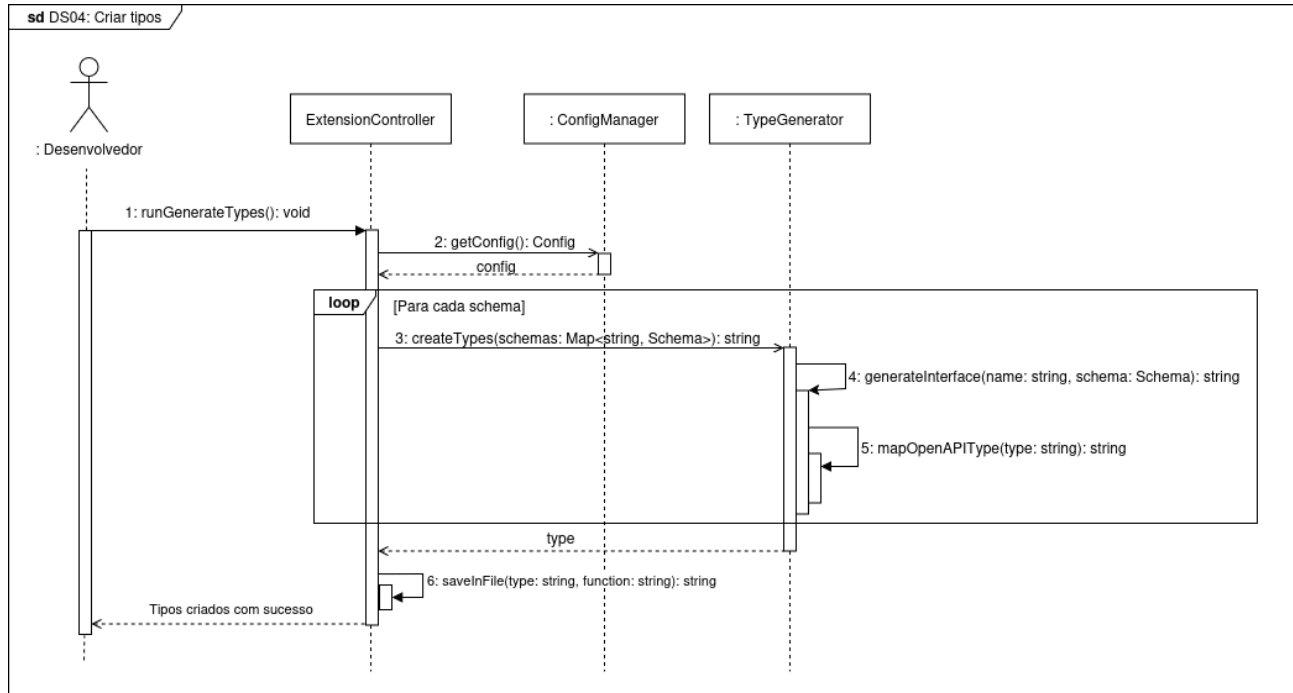 sd DS04: Criar tipos
: Desenvolvedor
ExtensionController
: ConfigManager
: TypeGenerator
1: runGenerateTypes(): void
2: getConfig(): Config
config
loop
[Para cada schema]
3: createTypes(schemas: Map<string, Schema>): string
4: generateInterface(name: string, schema: Schema): string
5: mapOpenAPIType(type: string): string
type
6: saveInFile(type: string, function: string): string
Tipos criados com sucesso